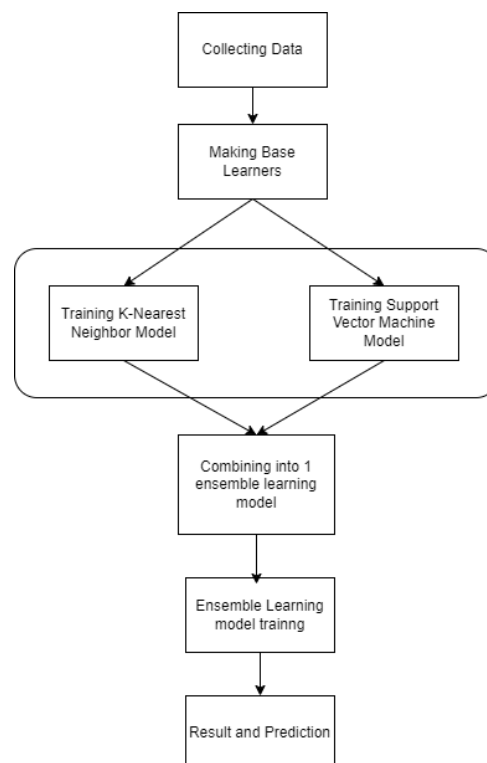 Collecting Data
Making Base
Learners
Training K-Nearest
Neighbor Model
Training Support
Vector Machine
Model
Combining into 1
ensemble learning
model
Ensemble Learning
model trainng
Result and Prediction